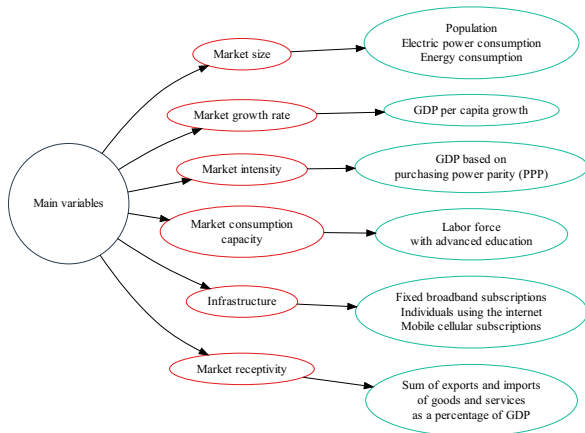 Main variables
Market size
Population
Electric power consumption
Energy consumption
Market growth rate
GDP per capita growth
Market intensity
GDP based on
purchasing power parity (PPP)
Market consumption
capacity
Labor force
with advanced education
Infrastructure
Fixed broadband subscriptions
Individuals using the internet
Mobile cellular subscriptions
Market receptivity
Sum of exports and imports
of goods and services
as a percentage of GDP